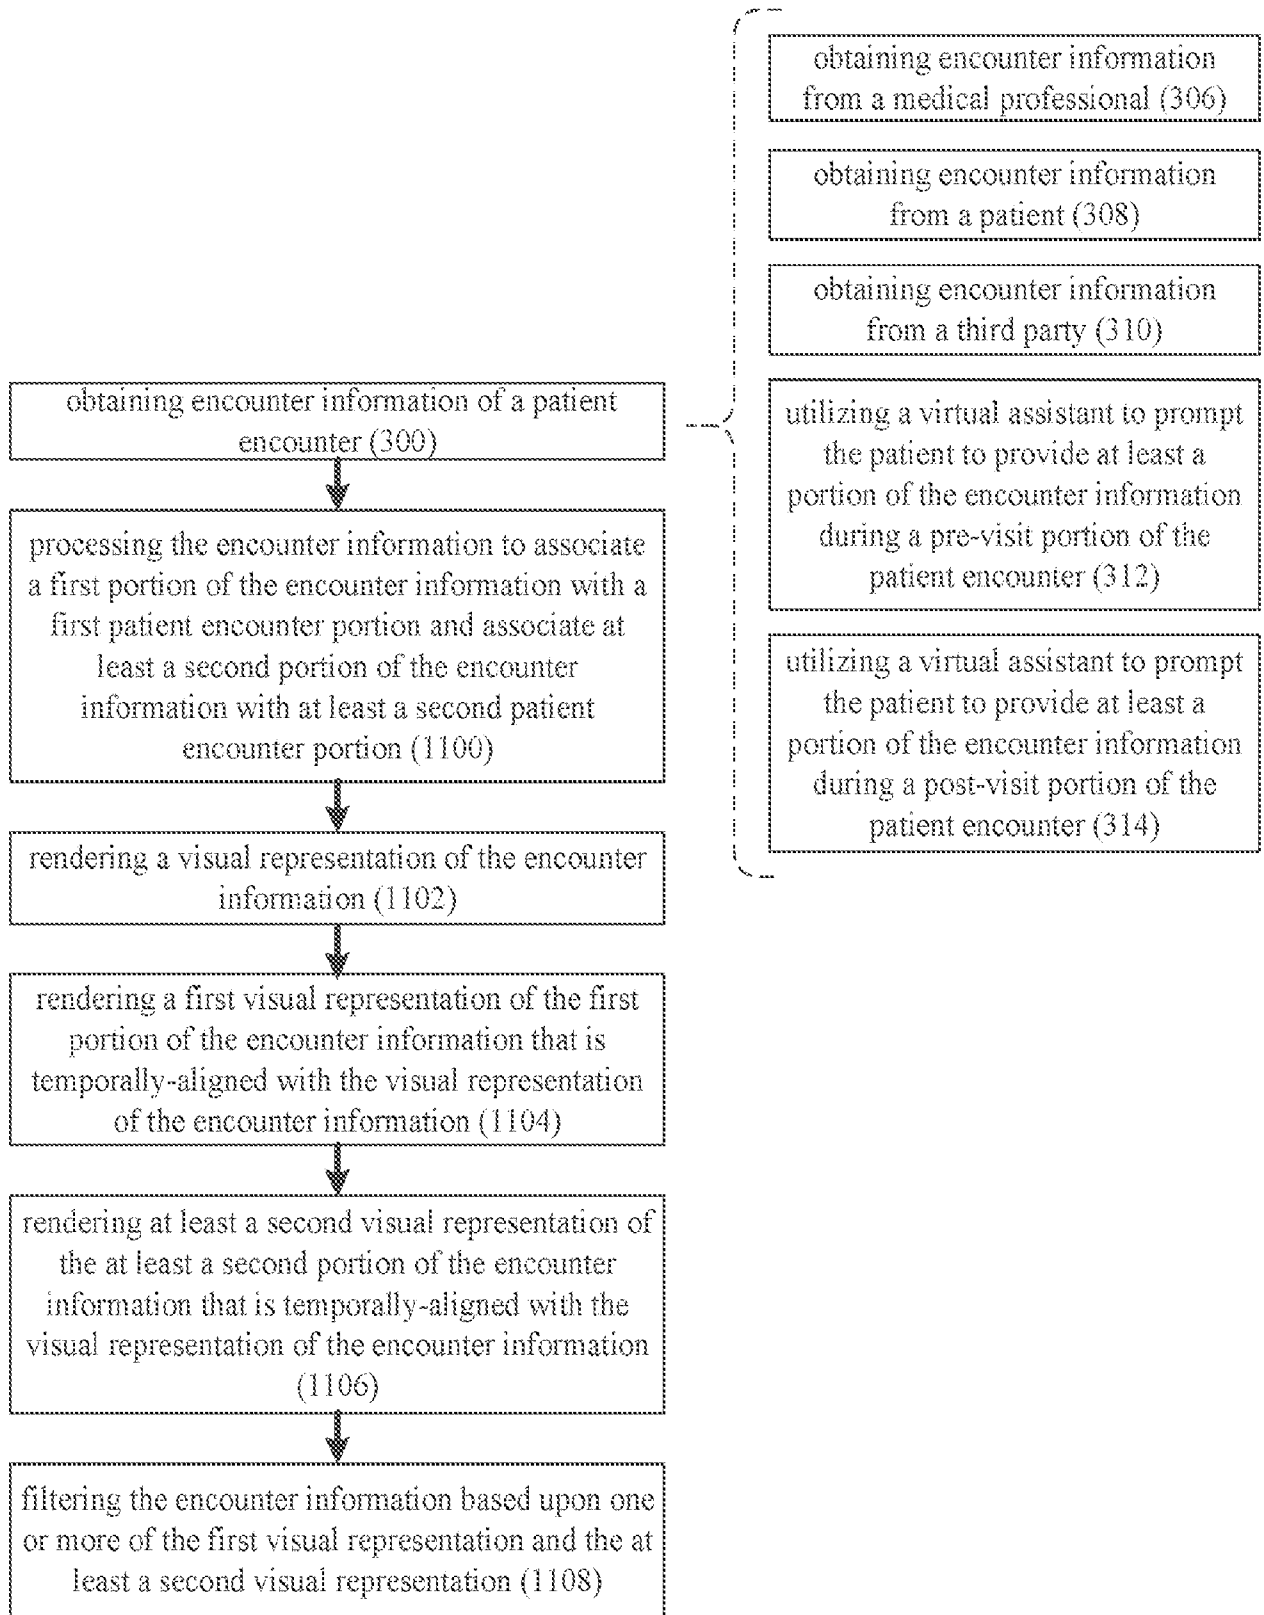 obtaining encounter information
from a medical professional (306)
obtaining encounter information
from a patient (308)
obtaining encounter information
from a third party (310)
utilizing a virtual assistant to prompt
the patient to provide at least a
portion of the encounter information
during a pre-visit portion of the
patient encounter (312)
utilizing a virtual assistant to prompt
the patient to provide at least a
portion of the encounter information
during a post-visit portion of the
patient encounter (314)
obtaining encounter information of a patient
encounter (300)
processing the encounter information to associate
a first portion of the encounter information with a
first patient encounter portion and associate at
least a second portion of the encounter
information with at least a second patient
encounter portion (1100)
rendering a visual representation of the encounter
information (1102)
rendering a first visual representation of the first
portion of the encounter information that is
temporally-aligned with the visual representation
of the encounter information (1104)
rendering at least a second visual representation of
the at least a second portion of the encounter
information that is temporally-aligned with the
visual representation of the encounter information
(1106)
filtering the encounter information based upon one
or more of the first visual representation and the at
least a second visual representation (1108)